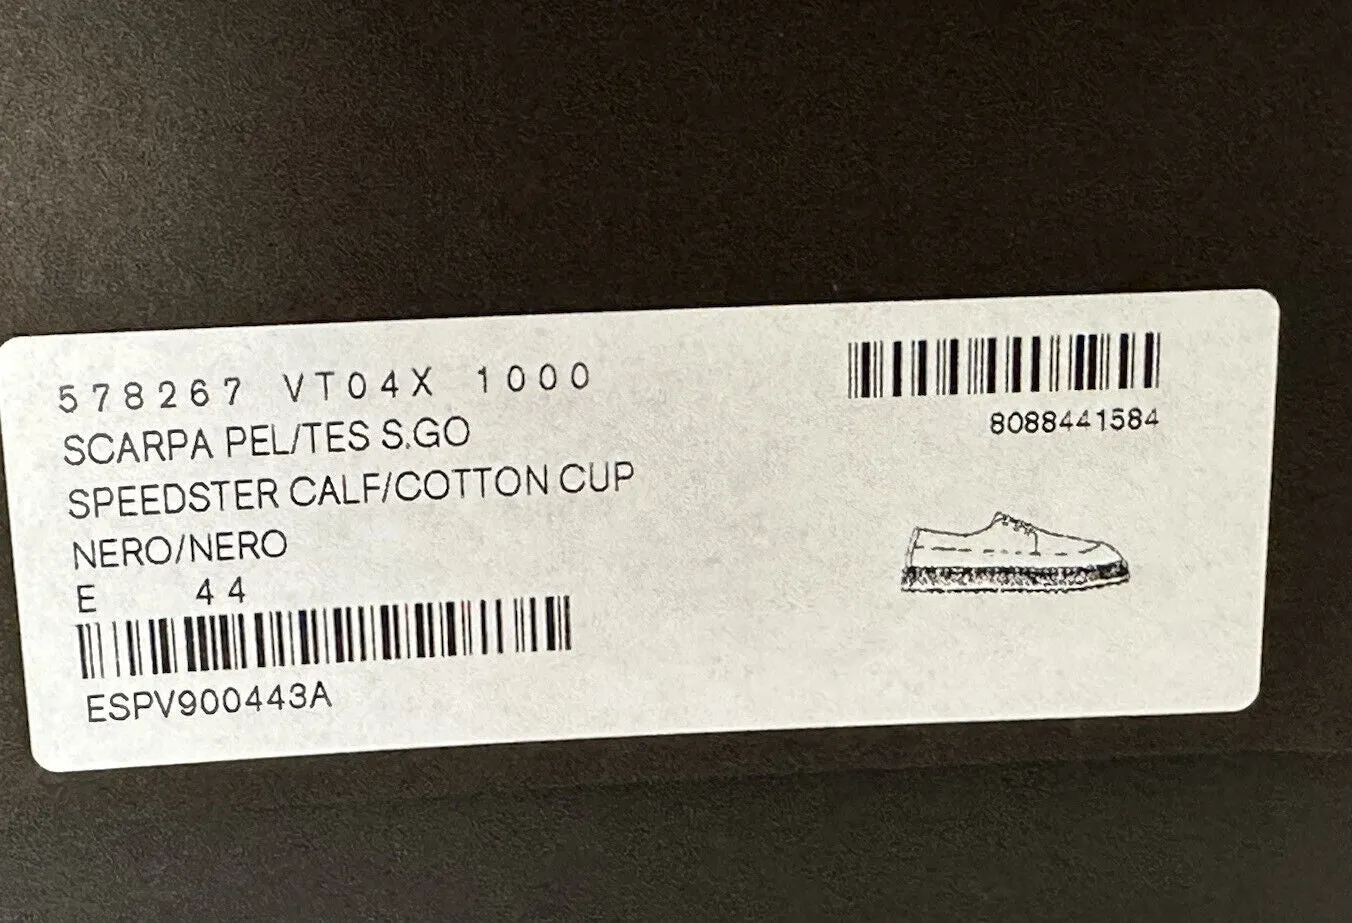 578267 VT04X 1000
SCARPA PEL/TES S.GO
SPEEDSTER CALF/COTTON CUP
NERO/NERO
E 44
ESPV900443A
8088441584